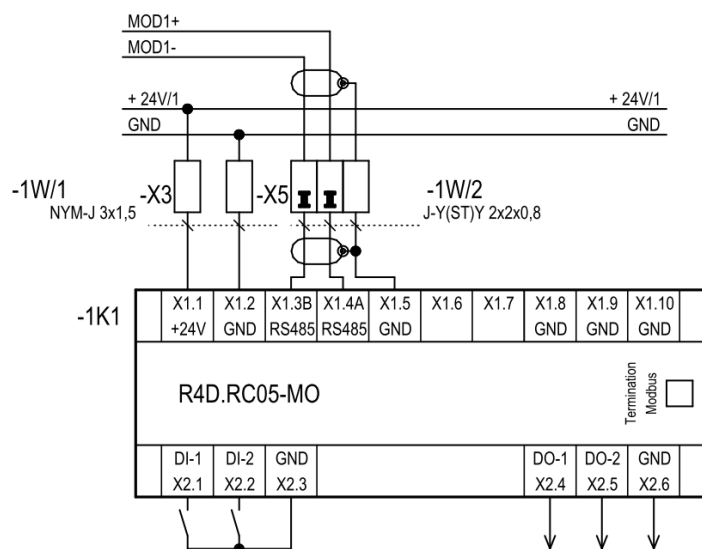 MOD1+
MOD1-
+ 24V/1 + 24V/1
GND GND
-1W/1 -X3 -X5 -1W/2
NYM-J 3x1,5 J-Y(ST)Y 2x2x0,8
-1K1
X1.1 X1.2 X1.3B X1.4A X1.5 X1.6 X1.7 X1.8 X1.9 X1.10
+24V GND RS485 RS485 GND GND GND GND
R4D.RC05-MO
Termination
Modbus
DI-1 DI-2 GND DO-1 DO-2 GND
X2.1 X2.2 X2.3 X2.4 X2.5 X2.6